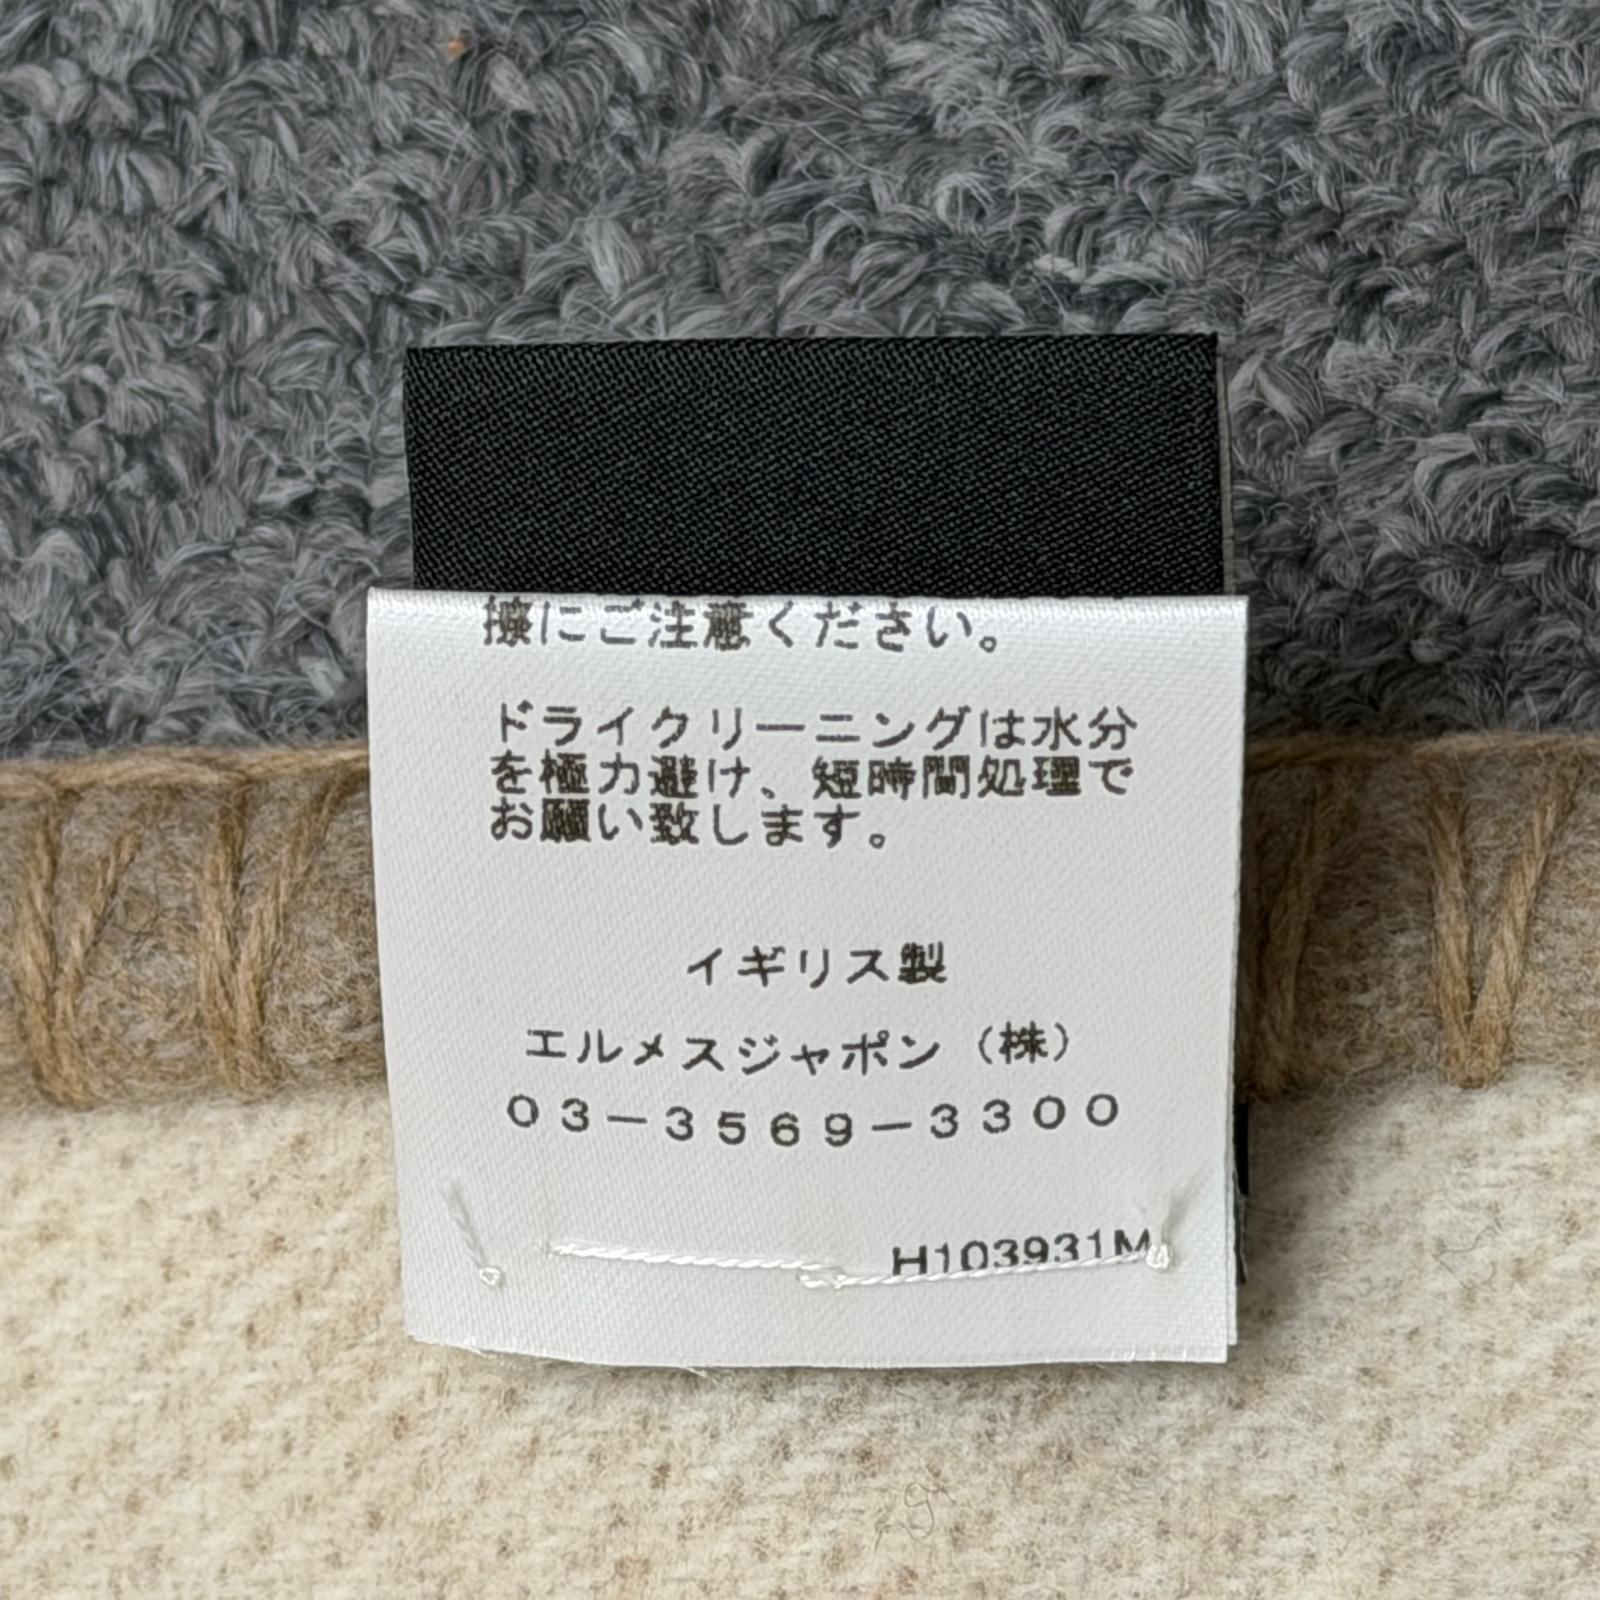 擦にご注意ください。
ドライクリーニングは水分
を極力避け、短時間処理で
お願い致します。
イギリス製
エルメスジャポン（株）
０３－３５６９－３３００
H103931M